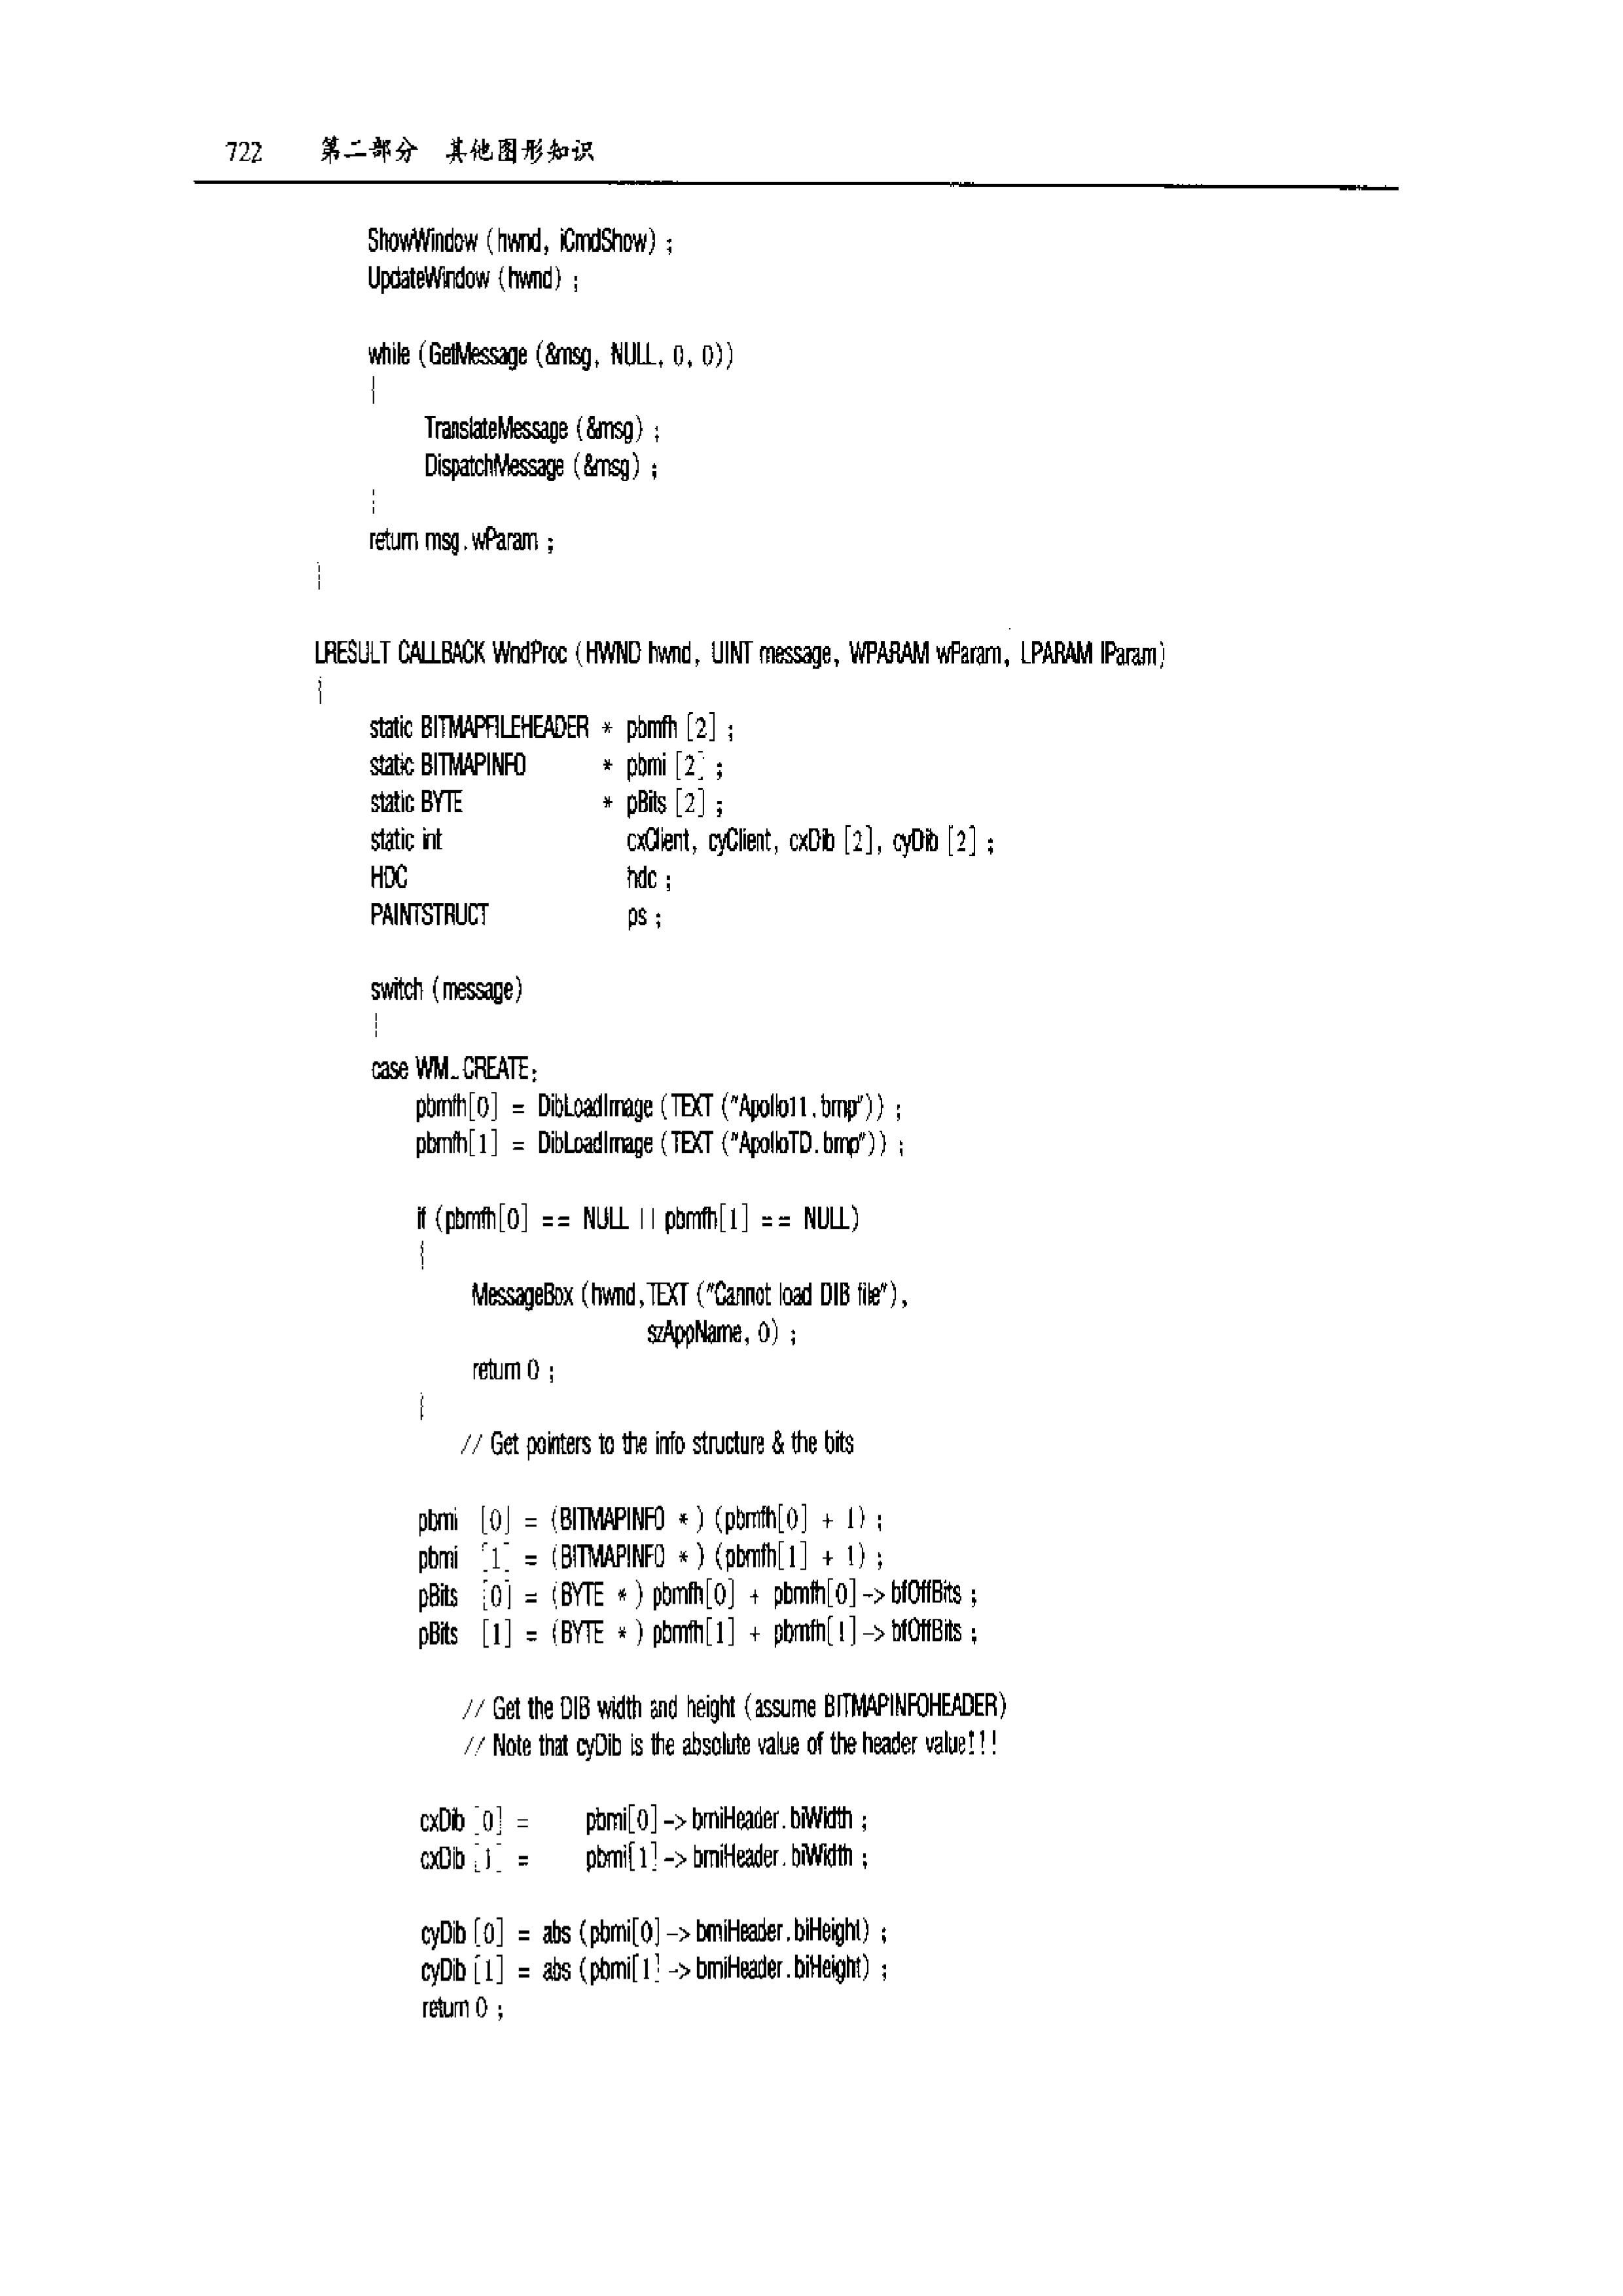 722 第二部分 其他图形知识
ShowWindow (hwnd, iCmdShow) ;
UpdateWindow (hwnd) ;
while (GetMessage (&msg, NULL, 0, 0))
{
TranslateMessage (&msg) ;
DispatchMessage (&msg) ;
}
return msg.wParam ;
}
LRESULT CALLBACK WndProc (HWND hwnd, UINT message, WPARAM wParam, LPARAM lParam)
{
static BITMAPFILEHEADER * pbmfh [2] ;
static BITMAPINFO * pbmi [2] ;
static BYTE * pBits [2] ;
static int cxClient, cyClient, cxDib [2], cyDib [2] ;
HDC hdc ;
PAINTSTRUCT ps ;
switch (message)
{
case WM_CREATE:
pbmfh[0] = DibLoadImage (TEXT ("Apollo11.bmp")) ;
pbmfh[1] = DibLoadImage (TEXT ("ApolloTD.bmp")) ;
if (pbmfh[0] == NULL || pbmfh[1] == NULL)
{
MessageBox (hwnd,TEXT ("Cannot load DIB file"),
szAppName, 0) ;
return 0 ;
}
// Get pointers to the info structure & the bits
pbmi [0] = (BITMAPINFO *) (pbmfh[0] + 1) ;
pbmi [1] = (BITMAPINFO *) (pbmfh[1] + 1) ;
pBits [0] = (BYTE *) pbmfh[0] + pbmfh[0]->bfOffBits ;
pBits [1] = (BYTE *) pbmfh[1] + pbmfh[1]->bfOffBits ;
// Get the DIB width and height (assume BITMAPINFOHEADER)
// Note that cyDib is the absolute value of the header value!!!
cxDib [0] = pbmi[0]->bmiHeader.biWidth ;
cxDib [1] = pbmi[1]->bmiHeader.biWidth ;
cyDib [0] = abs (pbmi[0]->bmiHeader.biHeight) ;
cyDib [1] = abs (pbmi[1]->bmiHeader.biHeight) ;
return 0 ;